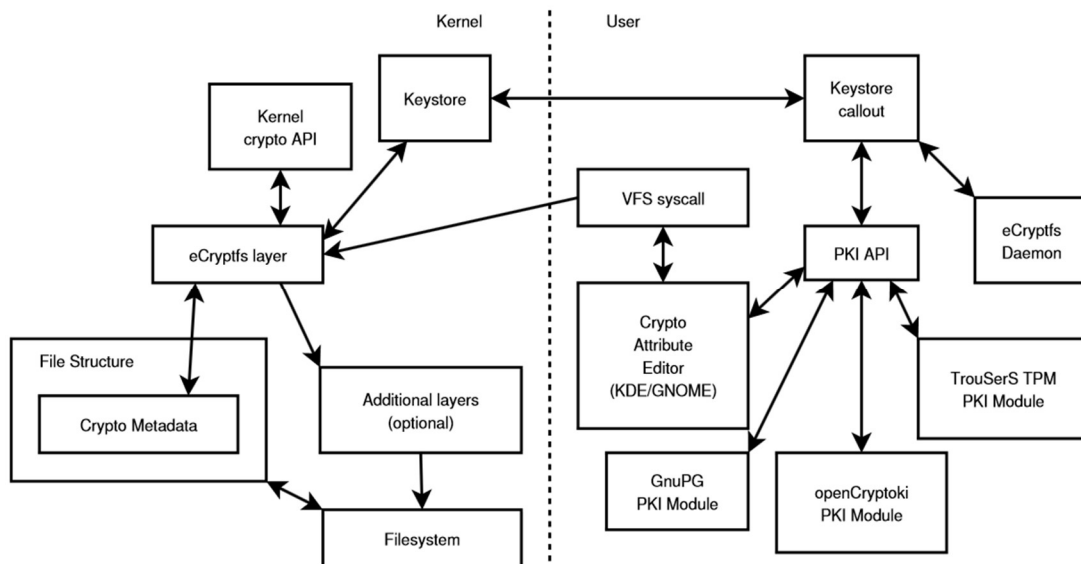 Kernel
User
Keystore
Keystore
callout
Kernel
crypto API
VFS syscall
eCryptfs layer
PKI API
eCryptfs
Daemon
File Structure
Crypto Metadata
Additional layers
(optional)
Crypto
Attribute
Editor
(KDE/GNOME)
TrouSerS TPM
PKI Module
GnuPG
PKI Module
openCryptoki
PKI Module
Filesystem